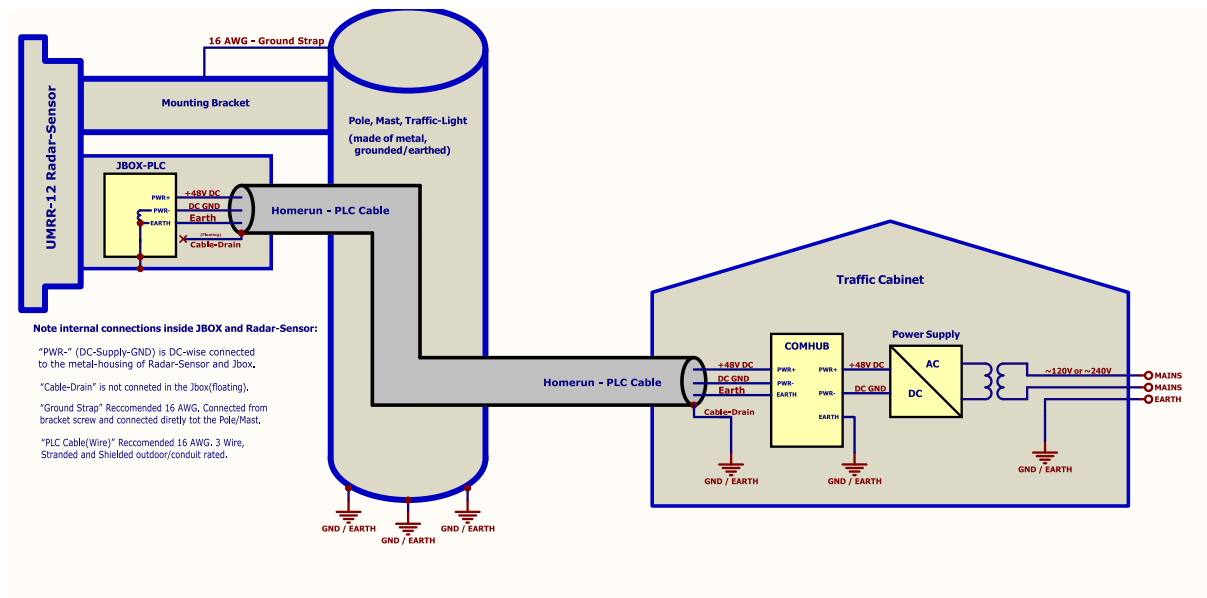 16 AWG - Ground Strap
UMRR-12 Radar-Sensor
Mounting Bracket
Pole, Mast, Traffic-Light
(made of metal,
grounded/earthed)
JBOX-PLC
PWR+
PWR-
EARTH
+48V DC
DC GND
Earth
(Floating)
Cable-Drain
Homerun - PLC Cable
Note internal connections inside JBOX and Radar-Sensor:
"PWR-" (DC-Supply-GND) is DC-wise connected
to the metal-housing of Radar-Sensor and Jbox.
"Cable-Drain" is not conneted in the Jbox(floating).
"Ground Strap" Reccomended 16 AWG. Connected from
bracket screw and connected diretly tot the Pole/Mast.
"PLC Cable(Wire)" Reccomended 16 AWG. 3 Wire,
Stranded and Shielded outdoor/conduit rated.
GND / EARTH
GND / EARTH
GND / EARTH
Homerun - PLC Cable
Traffic Cabinet
+48V DC
DC GND
Earth
Cable-Drain
GND / EARTH
COMHUB
PWR+
PWR-
EARTH
PWR+
PWR-
EARTH
+48V DC
DC GND
GND / EARTH
Power Supply
AC
DC
~120V or ~240V
MAINS
MAINS
EARTH
GND / EARTH